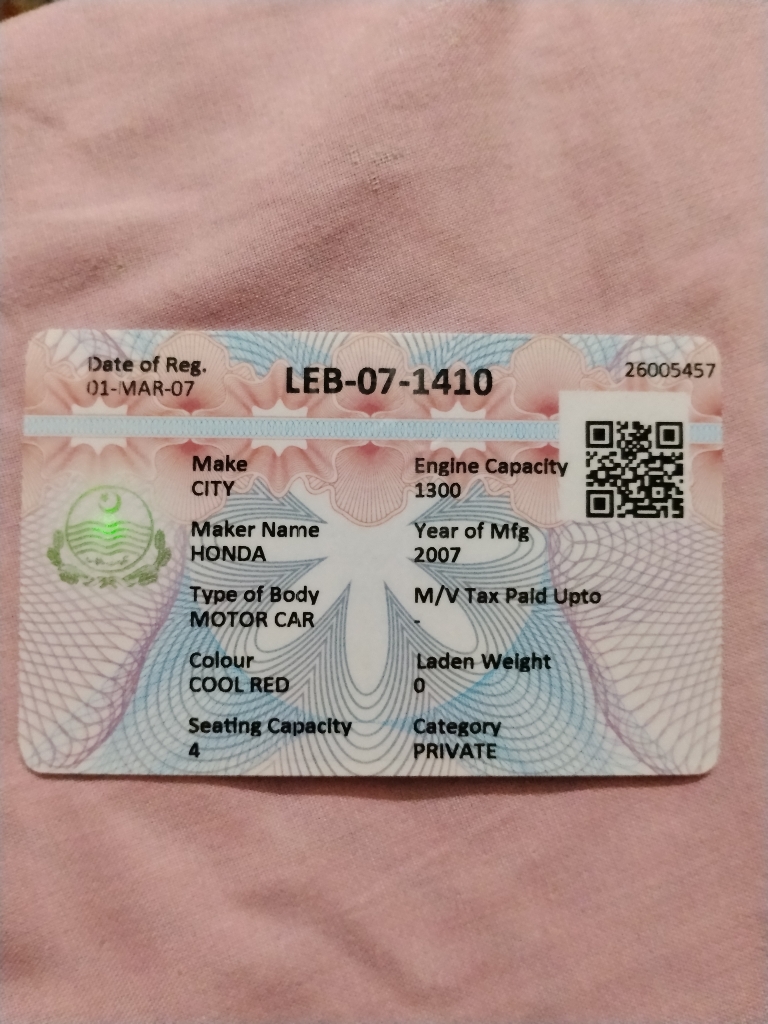 Date of Reg.
01-MAR-07
LEB-07-1410
26005457
Make
CITY
Engine Capacity
1300
Maker Name
HONDA
Year of Mfg
2007
Type of Body
MOTOR CAR
M/V Tax Paid Upto
-
Colour
COOL RED
Laden Weight
0
Seating Capacity
4
Category
PRIVATE